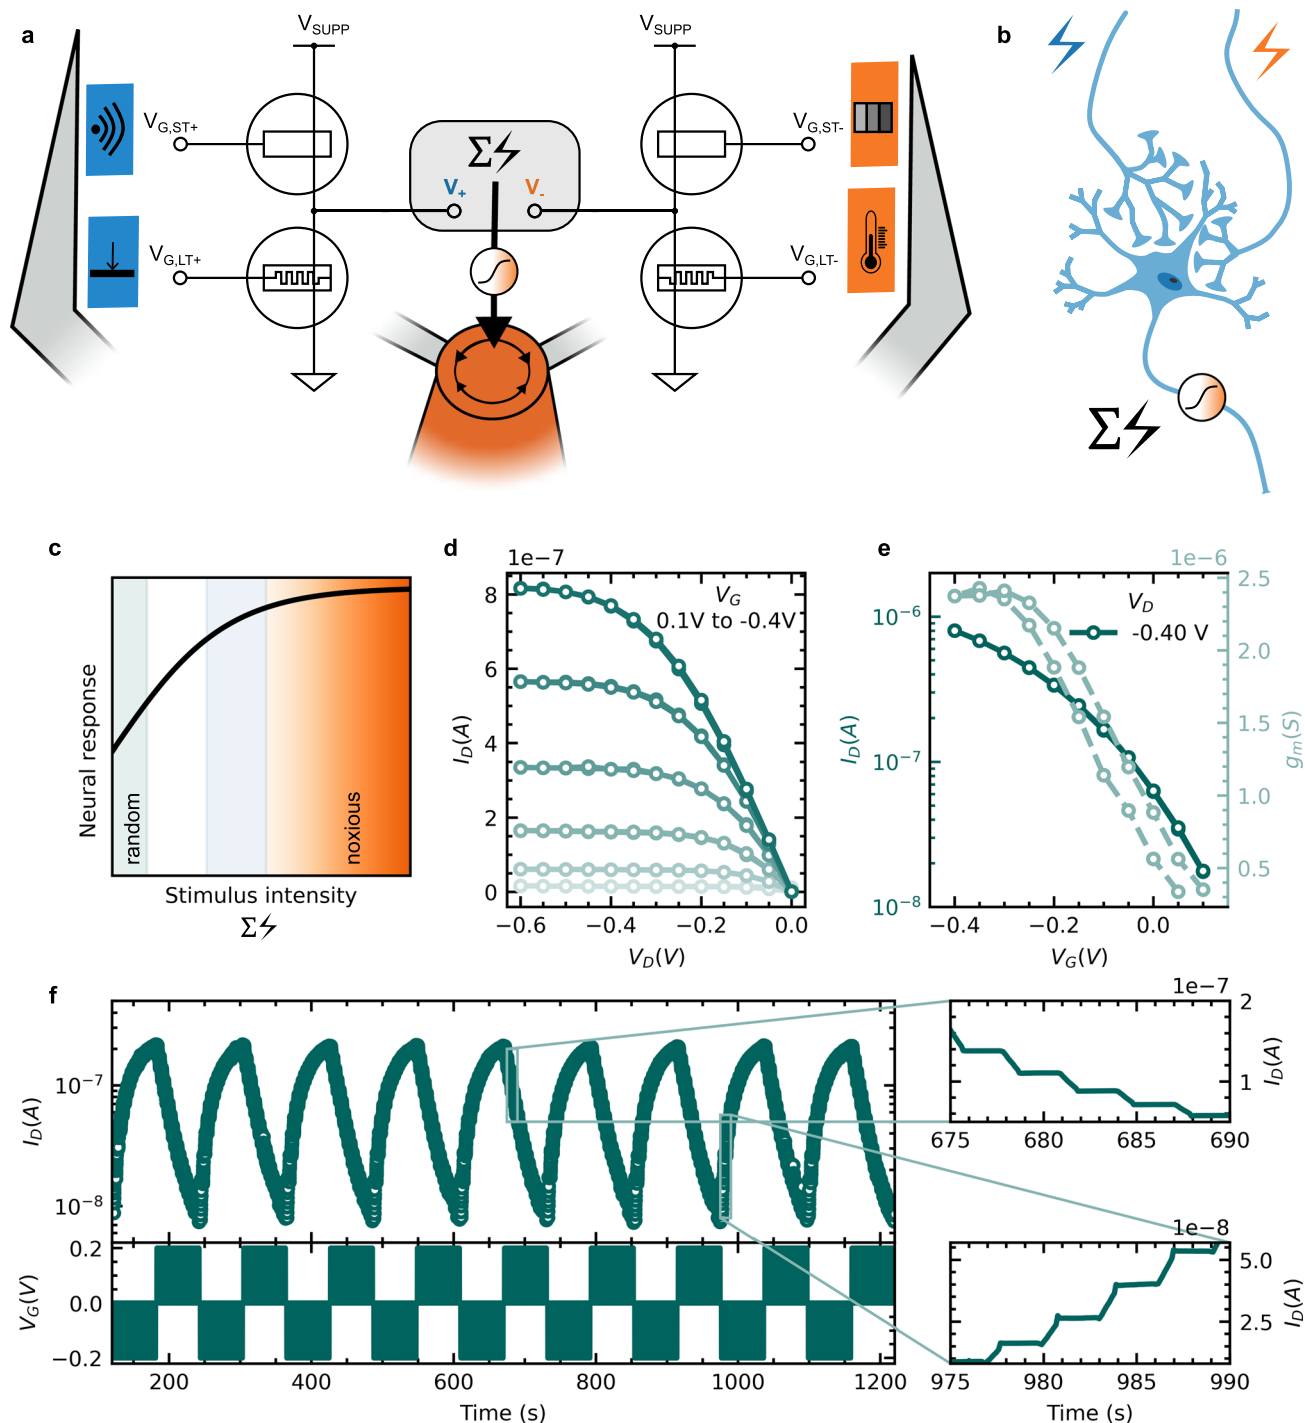 a
V_SUPP
V_SUPP
b
V_G,ST+
V_G,ST-
Σ
V_+
V_-
V_G,LT+
V_G,LT-
Σ
c
Neural response
random
noxious
Stimulus intensity
Σ
d
1e−7
V_G
0.1V to -0.4V
8
6
4
2
0
I_D(A)
−0.6
−0.4
−0.2
0.0
V_D(V)
e
1e−6
V_D
-0.40 V
10⁻⁶
10⁻⁷
10⁻⁸
I_D(A)
2.5
2.0
1.5
1.0
0.5
g_m(S)
−0.4
−0.2
0.0
V_G(V)
f
10⁻⁷
10⁻⁸
I_D(A)
0.2
0.0
−0.2
V_G(V)
200
400
600
800
1000
1200
Time (s)
1e−7
2
1
I_D(A)
675
680
685
690
1e−8
5.0
2.5
I_D(A)
975
980
985
990
Time (s)